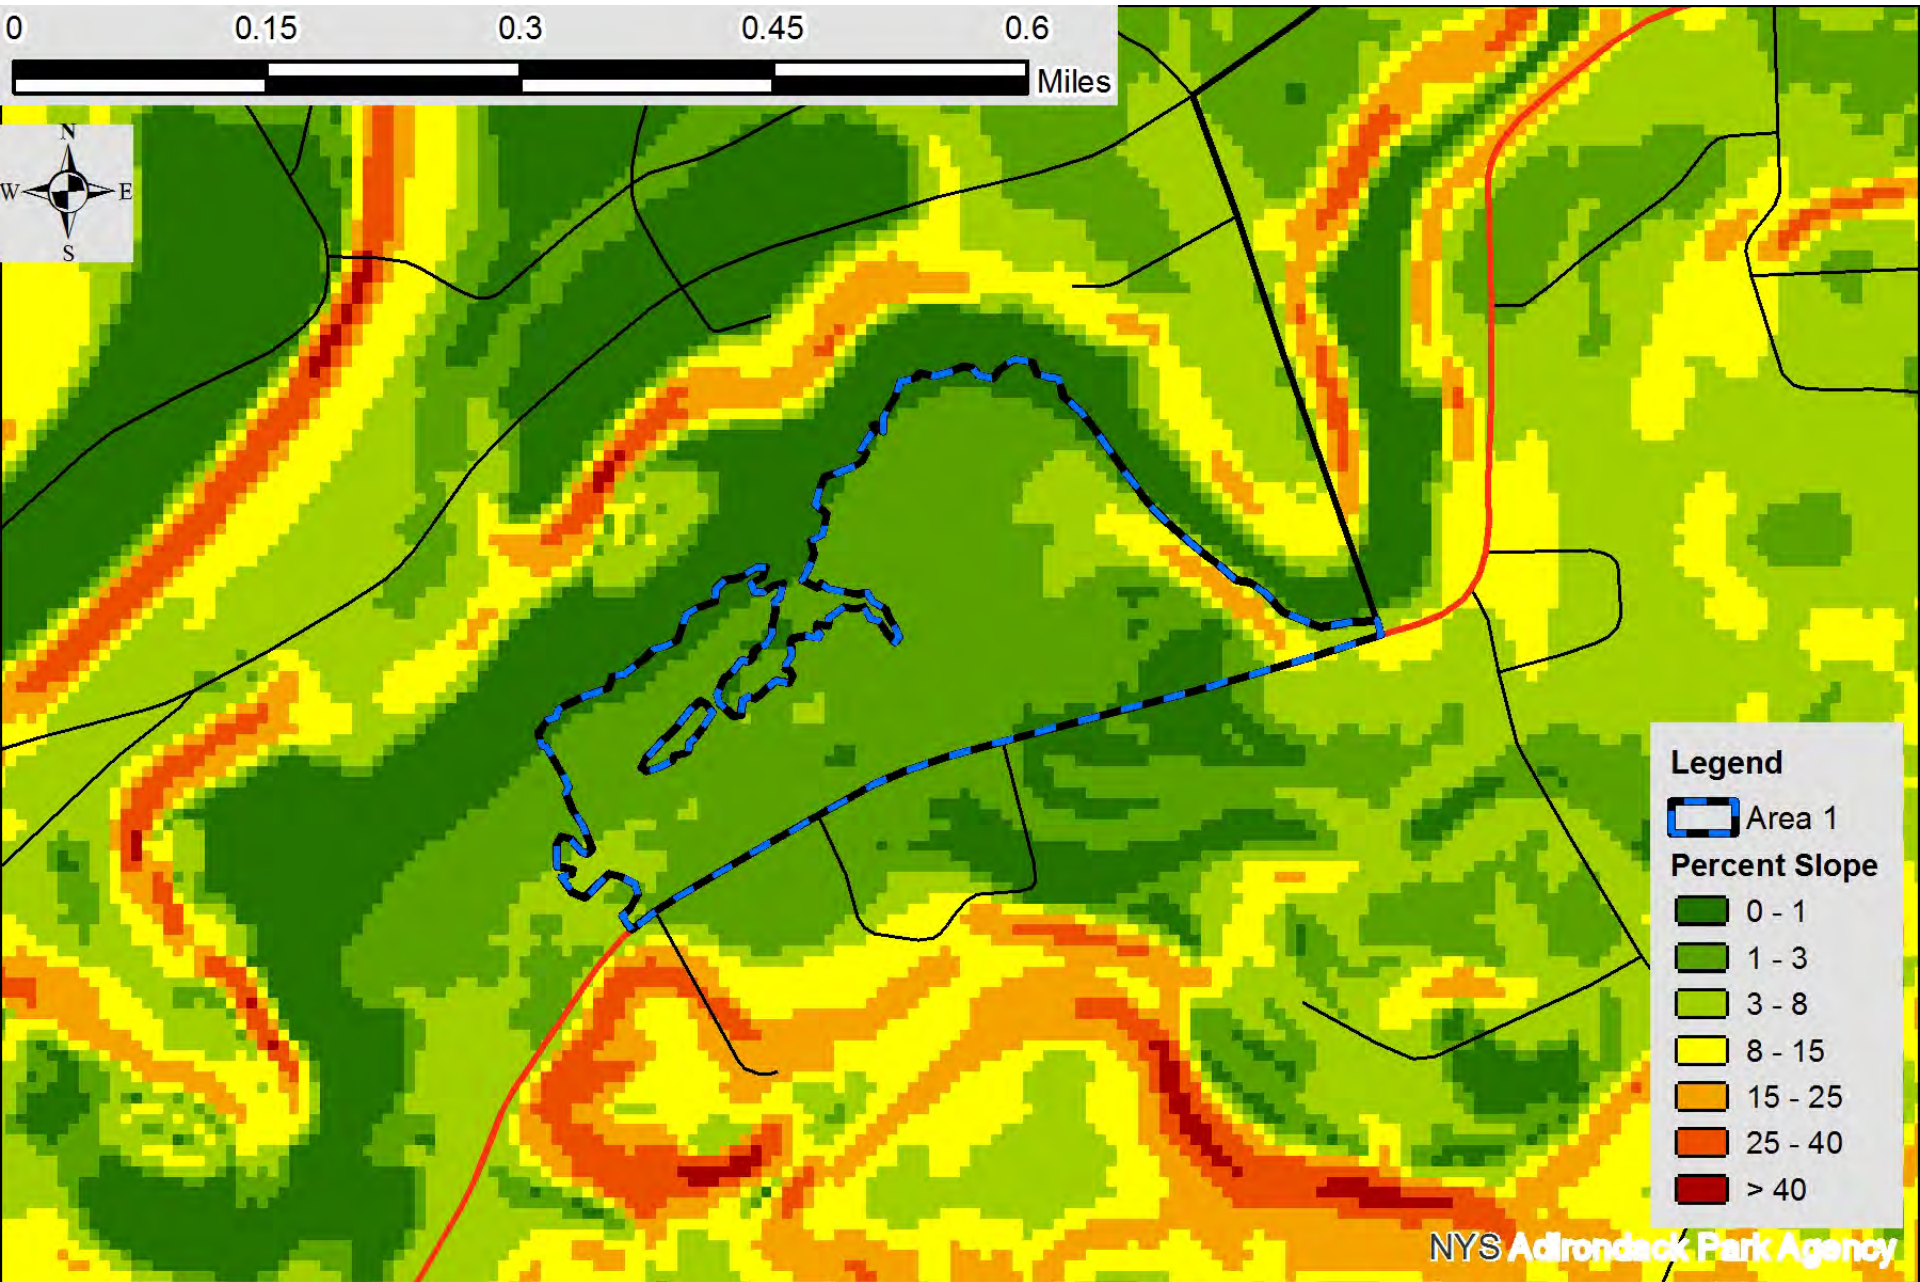 0 0.15 0.3 0.45 0.6
Miles
N
W E
S
Legend
Area 1
Percent Slope
0 - 1
1 - 3
3 - 8
8 - 15
15 - 25
25 - 40
> 40
NYS Adirondack Park Agency